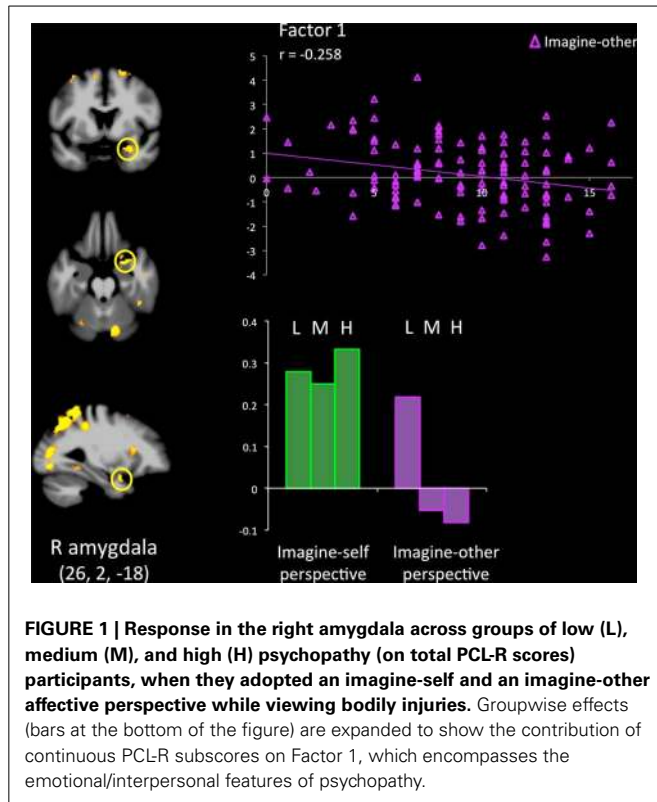 Factor 1
r = -0.258
Imagine-other
5
4
3
2
1
0
-1
-2
-3
-4
0
5
10
15
L M H L M H
0.4
0.3
0.2
0.1
0
-0.1
R amygdala
(26, 2, -18)
Imagine-self
perspective
Imagine-other
perspective
FIGURE 1 | Response in the right amygdala across groups of low (L),
medium (M), and high (H) psychopathy (on total PCL-R scores)
participants, when they adopted an imagine-self and an imagine-other
affective perspective while viewing bodily injuries. Groupwise effects
(bars at the bottom of the figure) are expanded to show the contribution of
continuous PCL-R subscores on Factor 1, which encompasses the
emotional/interpersonal features of psychopathy.